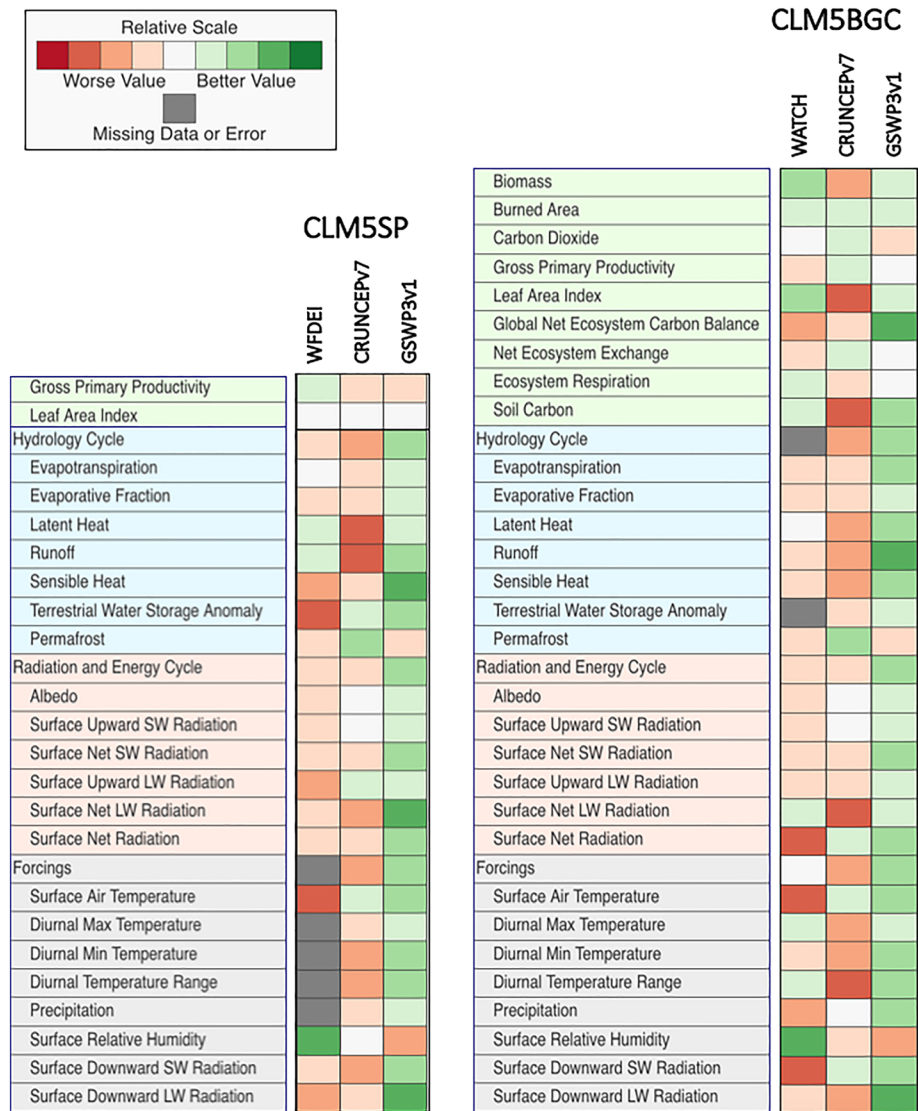 Relative Scale
Worse Value Better Value
Missing Data or Error
CLM5SP
WFDEI
CRUNCEPv7
GSWP3v1
Gross Primary Productivity
Leaf Area Index
Hydrology Cycle
Evapotranspiration
Evaporative Fraction
Latent Heat
Runoff
Sensible Heat
Terrestrial Water Storage Anomaly
Permafrost
Radiation and Energy Cycle
Albedo
Surface Upward SW Radiation
Surface Net SW Radiation
Surface Upward LW Radiation
Surface Net LW Radiation
Surface Net Radiation
Forcings
Surface Air Temperature
Diurnal Max Temperature
Diurnal Min Temperature
Diurnal Temperature Range
Precipitation
Surface Relative Humidity
Surface Downward SW Radiation
Surface Downward LW Radiation
CLM5BGC
WATCH
CRUNCEPv7
GSWP3v1
Biomass
Burned Area
Carbon Dioxide
Gross Primary Productivity
Leaf Area Index
Global Net Ecosystem Carbon Balance
Net Ecosystem Exchange
Ecosystem Respiration
Soil Carbon
Hydrology Cycle
Evapotranspiration
Evaporative Fraction
Latent Heat
Runoff
Sensible Heat
Terrestrial Water Storage Anomaly
Permafrost
Radiation and Energy Cycle
Albedo
Surface Upward SW Radiation
Surface Net SW Radiation
Surface Upward LW Radiation
Surface Net LW Radiation
Surface Net Radiation
Forcings
Surface Air Temperature
Diurnal Max Temperature
Diurnal Min Temperature
Diurnal Temperature Range
Precipitation
Surface Relative Humidity
Surface Downward SW Radiation
Surface Downward LW Radiation